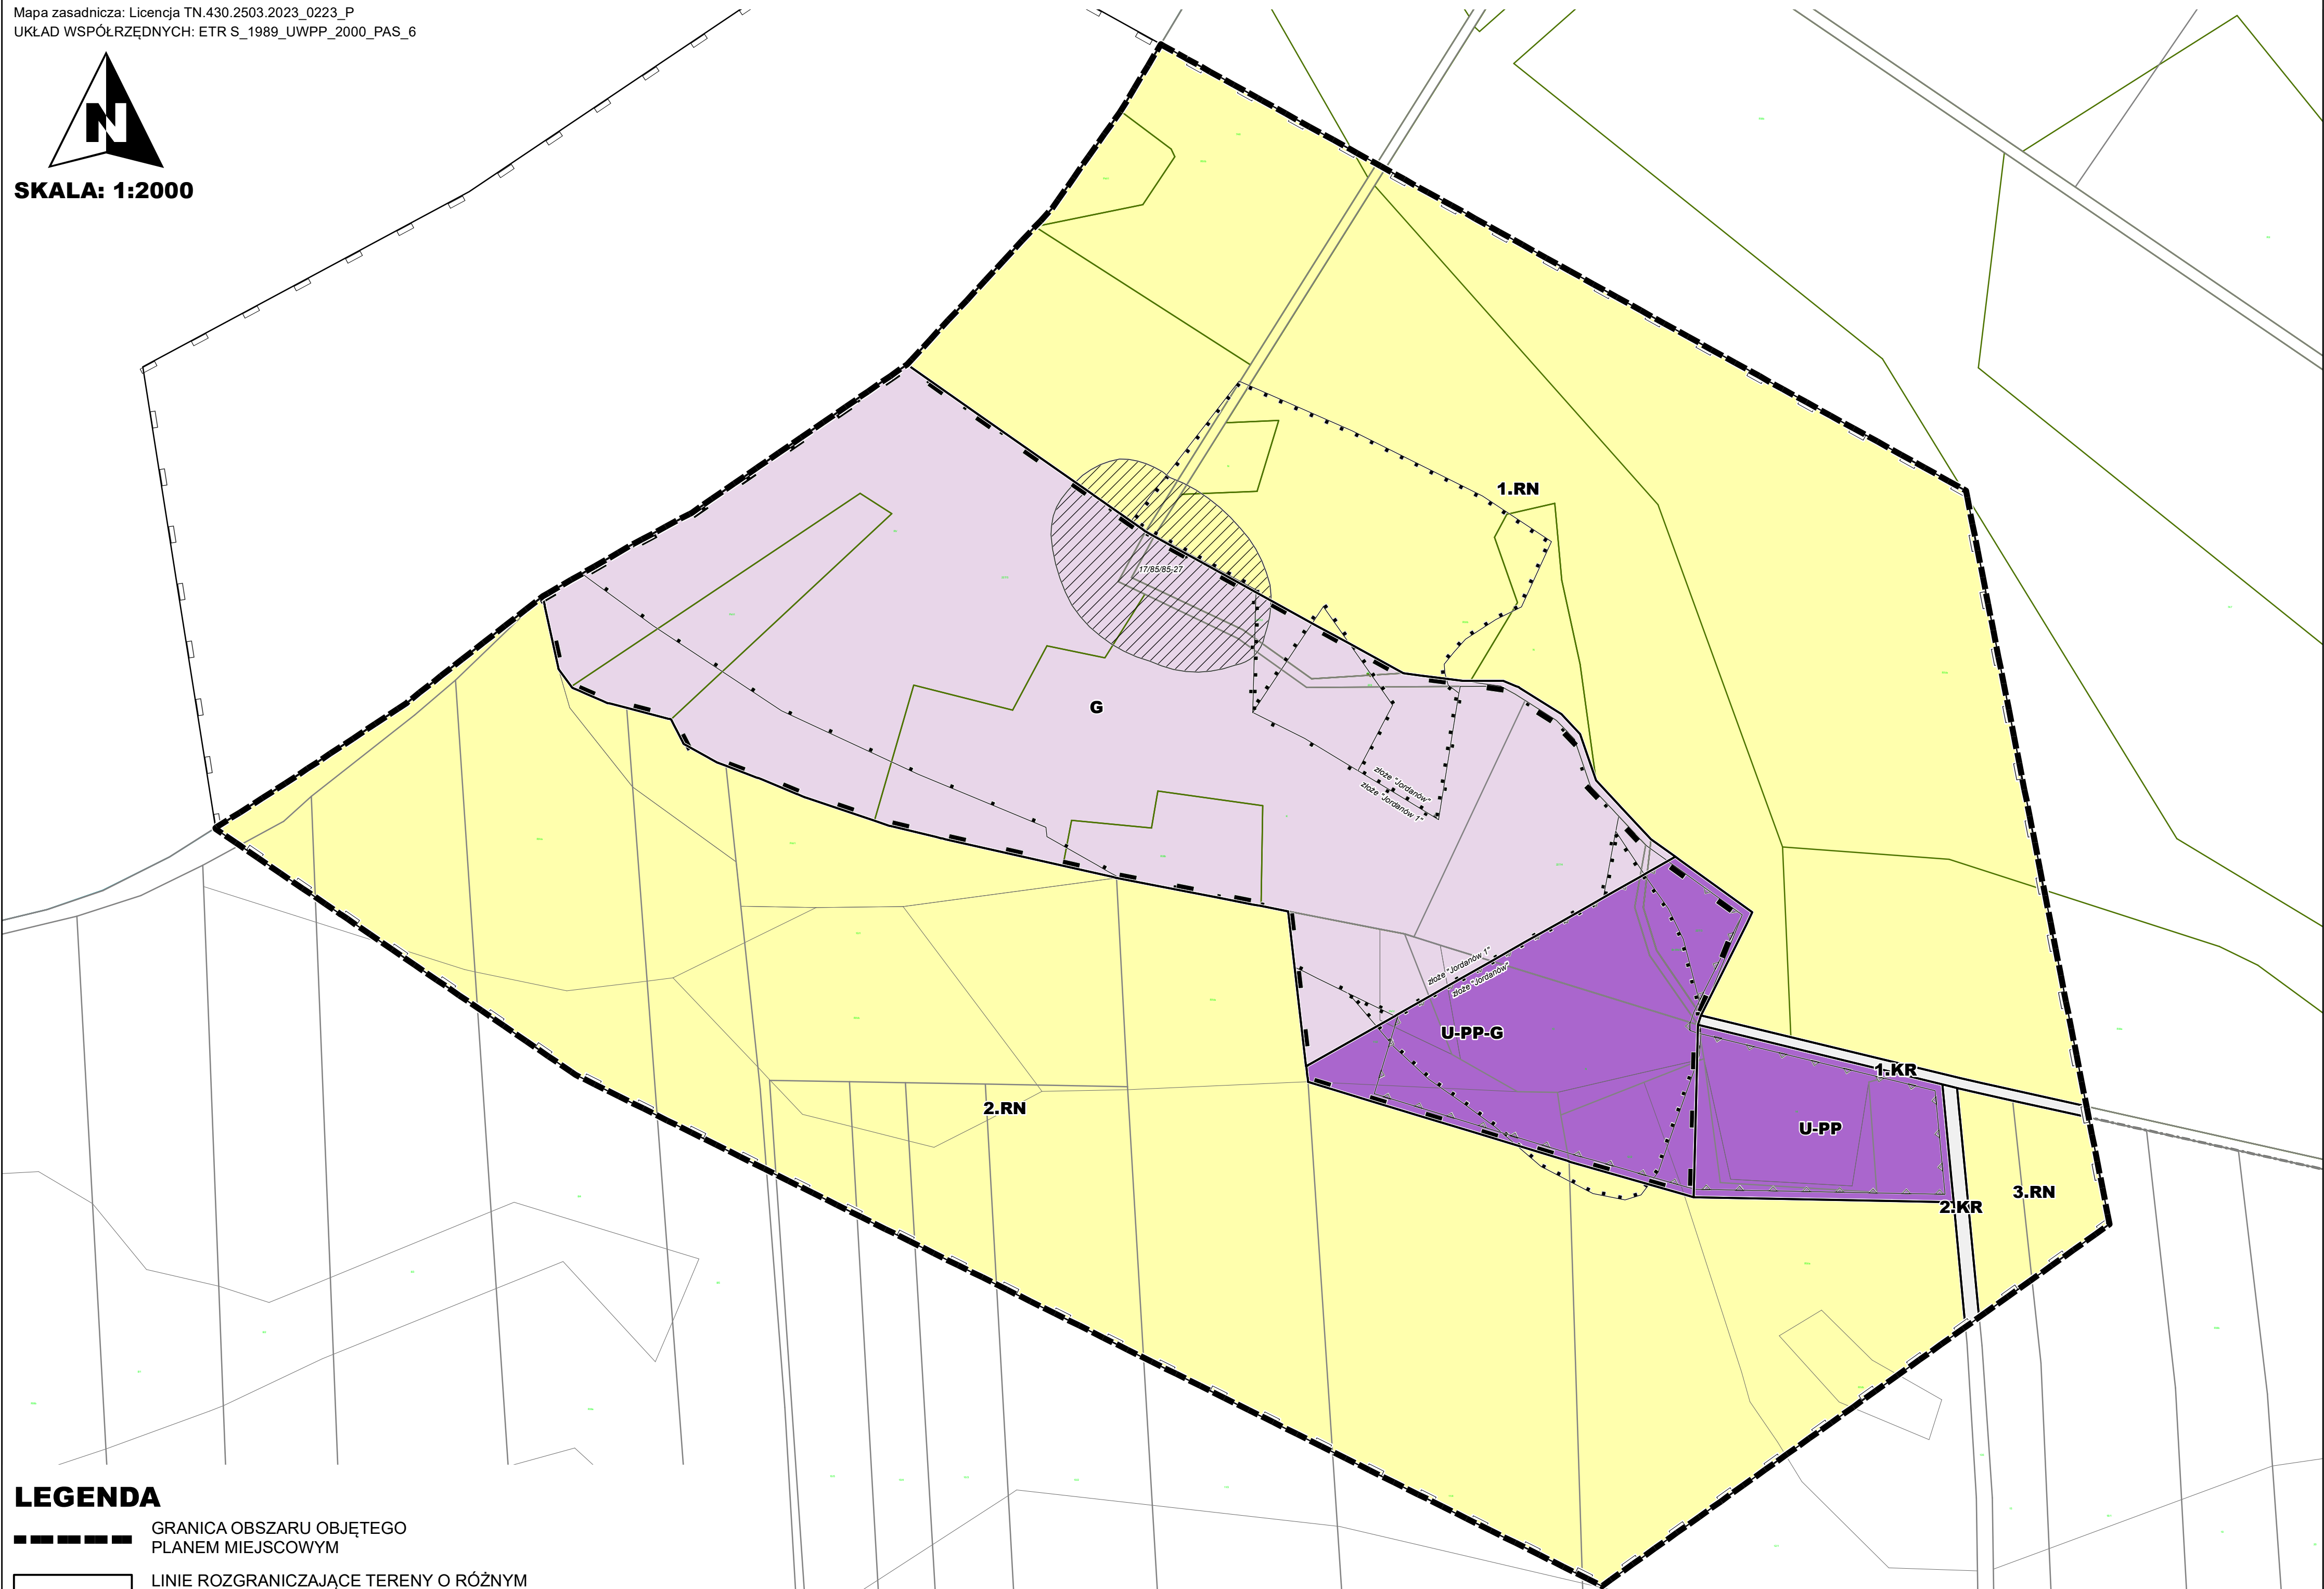 Mapa zasadnicza: Licencja TN.430.2503.2023_0223_P
UKŁAD WSPÓŁRZĘDNYCH: ETR S_1989_UWPP_2000_PAS_6
N
SKALA: 1:2000
1.RN
17/85/85-27
G
złoże "Jordanów"
złoże "Jordanów 1"
złoże "Jordanów 1"
złoże "Jordanów"
U-PP-G
1.KR
2.RN
U-PP
3.RN
2.KR
LEGENDA
GRANICA OBSZARU OBJĘTEGO
PLANEM MIEJSCOWYM
LINIE ROZGRANICZAJĄCE TERENY O RÓŻNYM